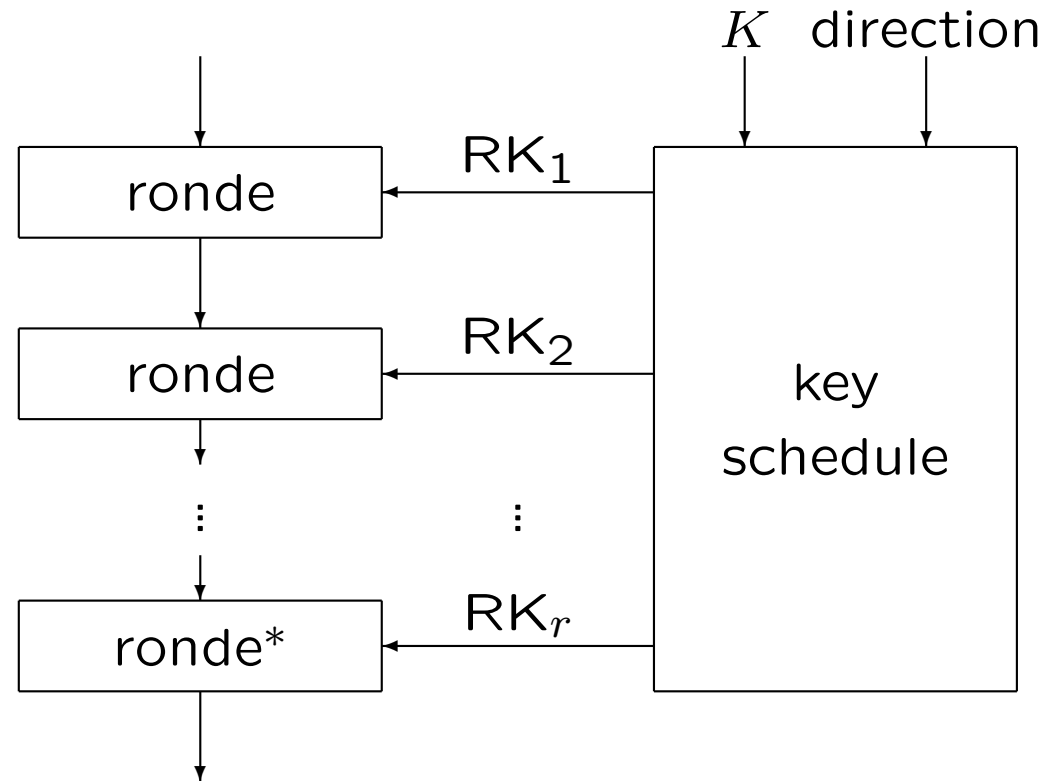 K direction
RK₁
ronde
RK₂
ronde
key
schedule
⋮ ⋮
RKᵣ
ronde*